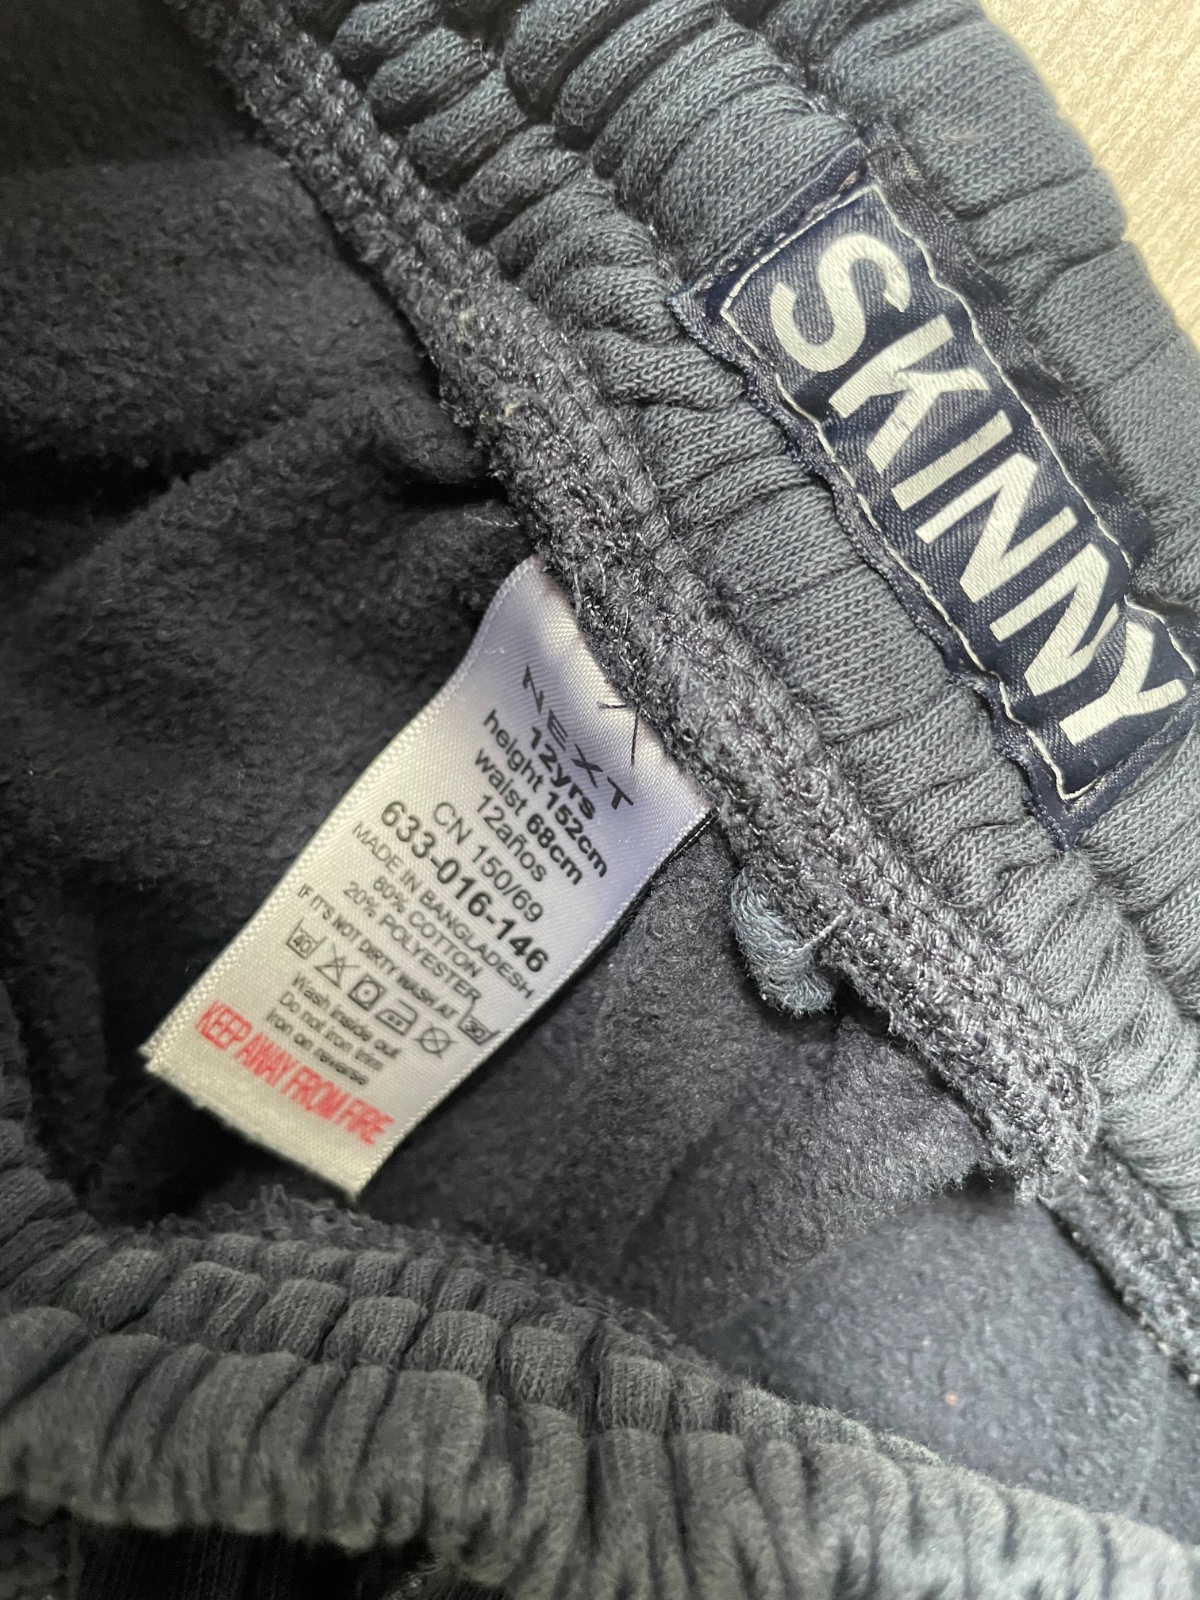 SKINNY
NEXT
12yrs
height 152cm
waist 68cm
12años
CN 150/69
633-016-146
MADE IN BANGLADESH
80% COTTON
20% POLYESTER
IF IT'S NOT DIRTY WASH AT 30
40
Wash inside out
Do not iron trim
Iron on reverse
KEEP AWAY FROM FIRE